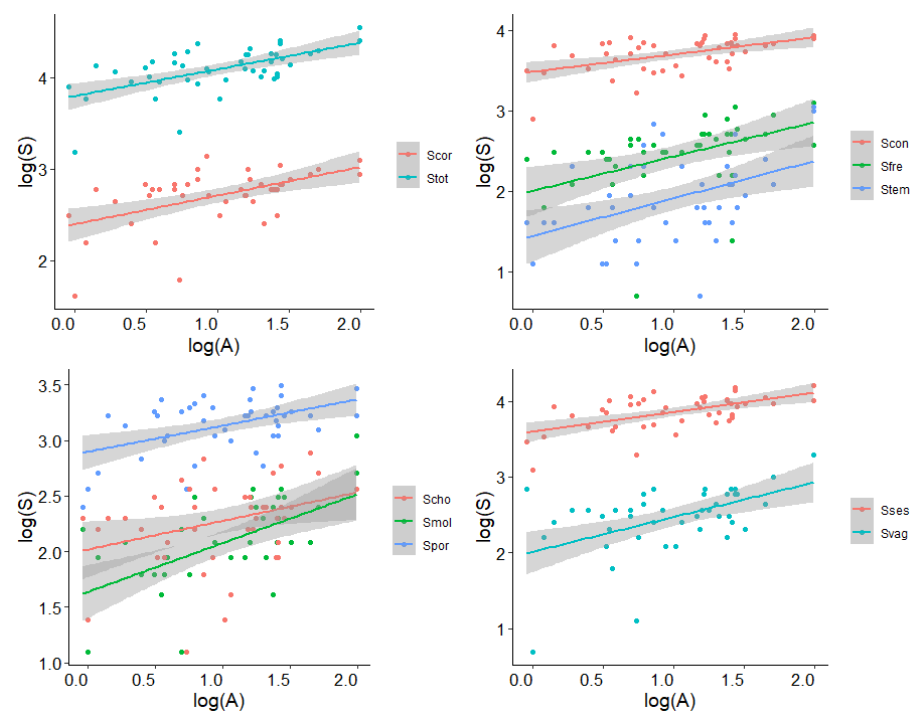 log(S)
4
3
2
0.0 0.5 1.0 1.5 2.0
log(A)
Scor
Stot
log(S)
4
3
2
1
0.0 0.5 1.0 1.5 2.0
log(A)
Scon
Sfre
Stem
log(S)
3.5
3.0
2.5
2.0
1.5
1.0
0.0 0.5 1.0 1.5 2.0
log(A)
Scho
Smol
Spor
log(S)
4
3
2
1
0.0 0.5 1.0 1.5 2.0
log(A)
Sses
Svag